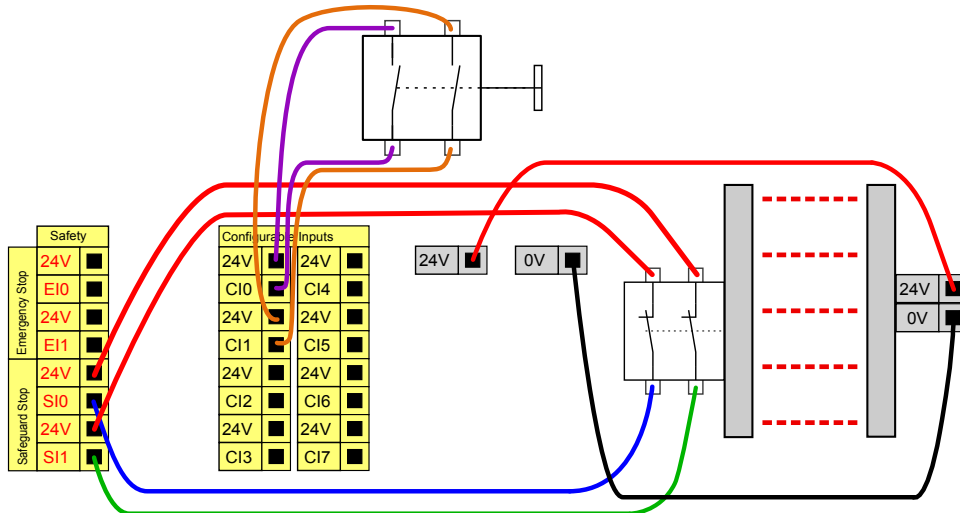 Safety
Emergency Stop
24V
EI0
24V
EI1
Safeguard Stop
24V
SI0
24V
SI1
Configurable Inputs
24V 24V
CI0 CI4
24V 24V
CI1 CI5
24V 24V
CI2 CI6
24V 24V
CI3 CI7
24V
0V
24V
0V